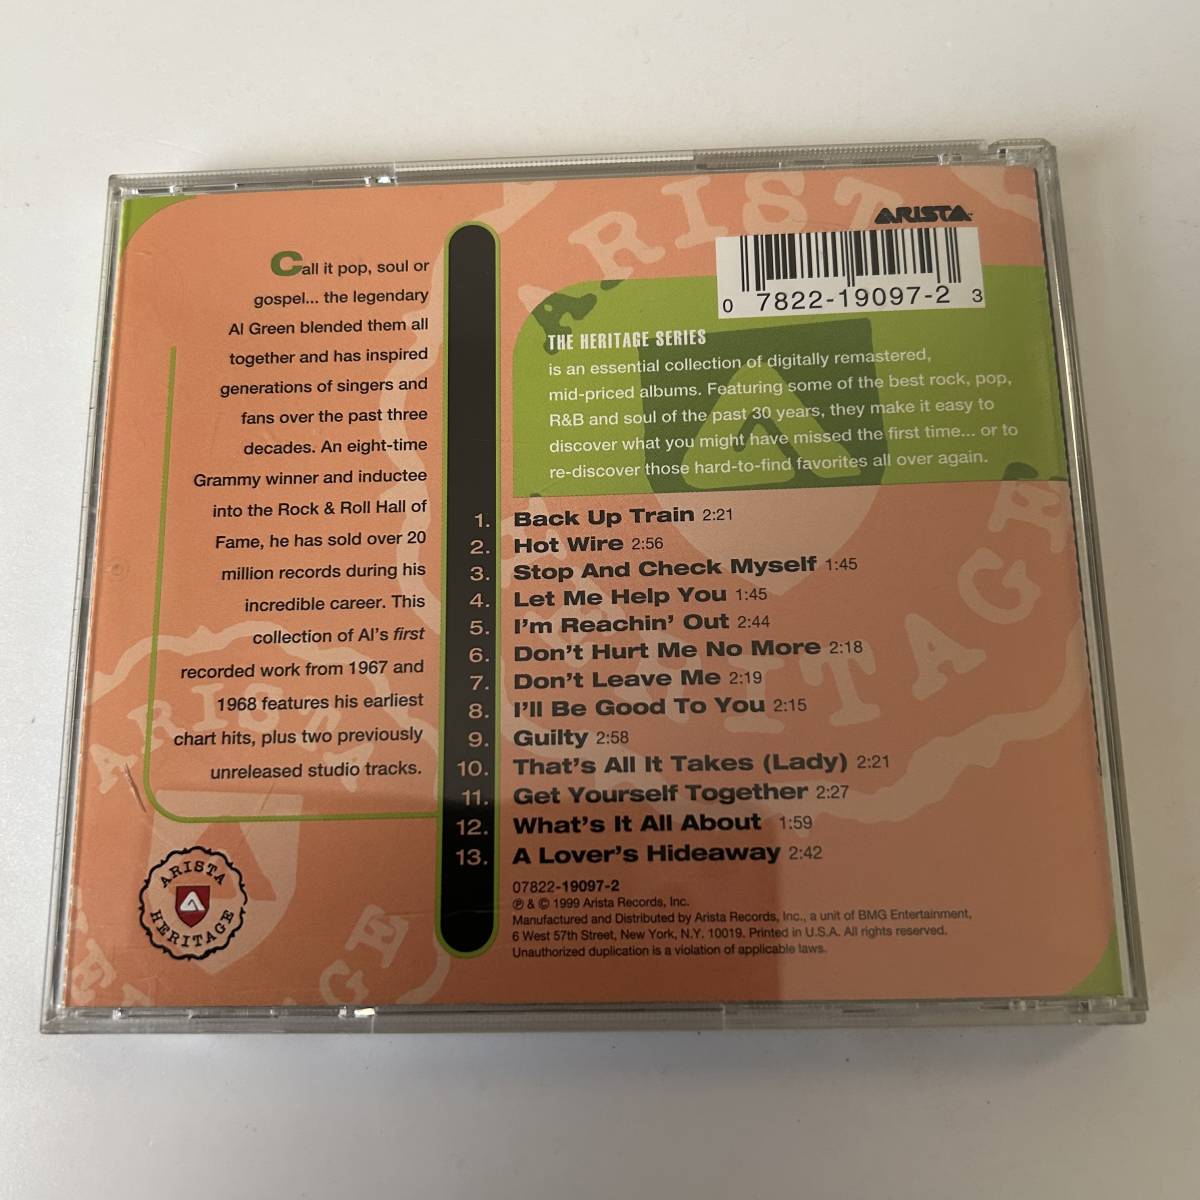 Call it pop, soul or
gospel... the legendary
Al Green blended them all
together and has inspired
generations of singers and
fans over the past three
decades. An eight-time
Grammy winner and inductee
into the Rock & Roll Hall of
Fame, he has sold over 20
million records during his
incredible career. This
collection of Al's first
recorded work from 1967 and
1968 features his earliest
chart hits, plus two previously
unreleased studio tracks.
ARISTA
HERITAGE
ARISTA
0 7822-19097-2 3
THE HERITAGE SERIES
is an essential collection of digitally remastered,
mid-priced albums. Featuring some of the best rock, pop,
R&B and soul of the past 30 years, they make it easy to
discover what you might have missed the first time... or to
re-discover those hard-to-find favorites all over again.
1. Back Up Train 2:21
2. Hot Wire 2:56
3. Stop And Check Myself 1:45
4. Let Me Help You 1:45
5. I'm Reachin' Out 2:44
6. Don't Hurt Me No More 2:18
7. Don't Leave Me 2:19
8. I'll Be Good To You 2:15
9. Guilty 2:58
10. That's All It Takes (Lady) 2:21
11. Get Yourself Together 2:27
12. What's It All About 1:59
13. A Lover's Hideaway 2:42
07822-19097-2
℗ & © 1999 Arista Records, Inc.
Manufactured and Distributed by Arista Records, Inc., a unit of BMG Entertainment,
6 West 57th Street, New York, N.Y. 10019. Printed in U.S.A. All rights reserved.
Unauthorized duplication is a violation of applicable laws.